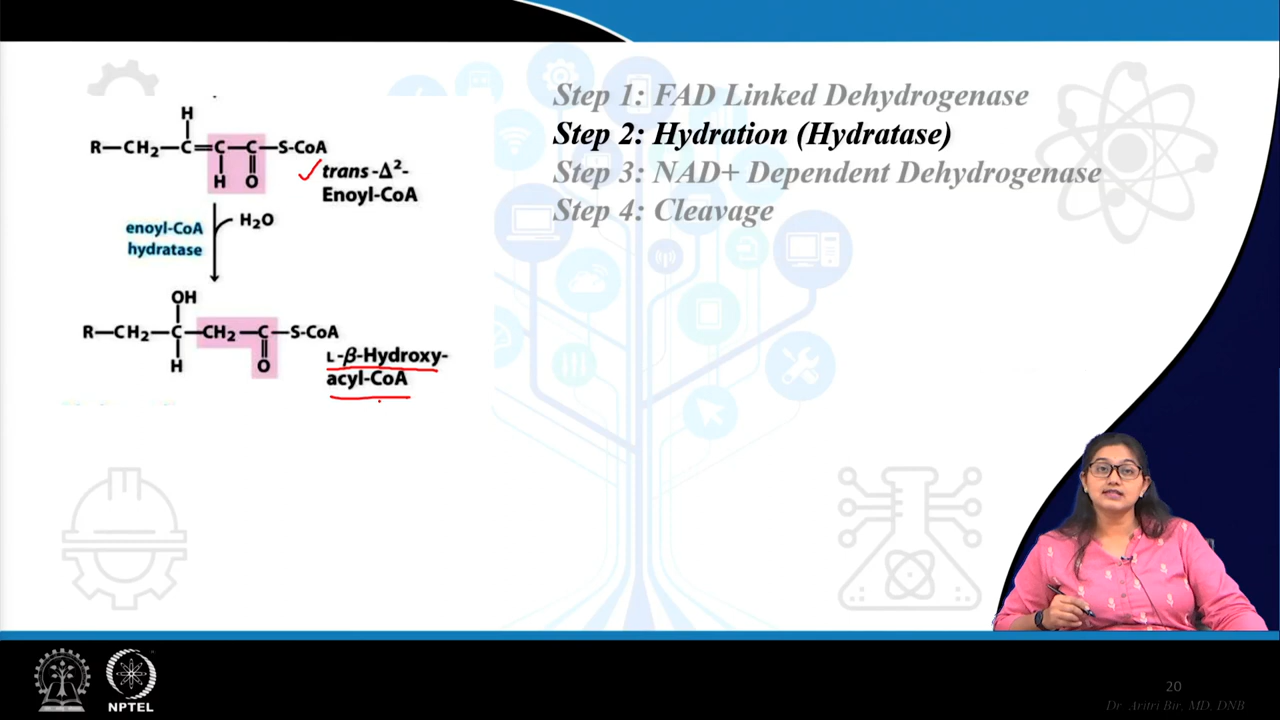 Step 1: FAD Linked Dehydrogenase
Step 2: Hydration (Hydratase)
Step 3: NAD+ Dependent Dehydrogenase
Step 4: Cleavage
H
R—CH2—C=C—C—S-CoA
H O
trans-Δ²-
Enoyl-CoA
enoyl-CoA
hydratase
H2O
OH
R—CH2—C—CH2—C—S-CoA
H O
L-β-Hydroxy-
acyl-CoA
NPTEL
20
Dr Aritri Bir, MD, DNB